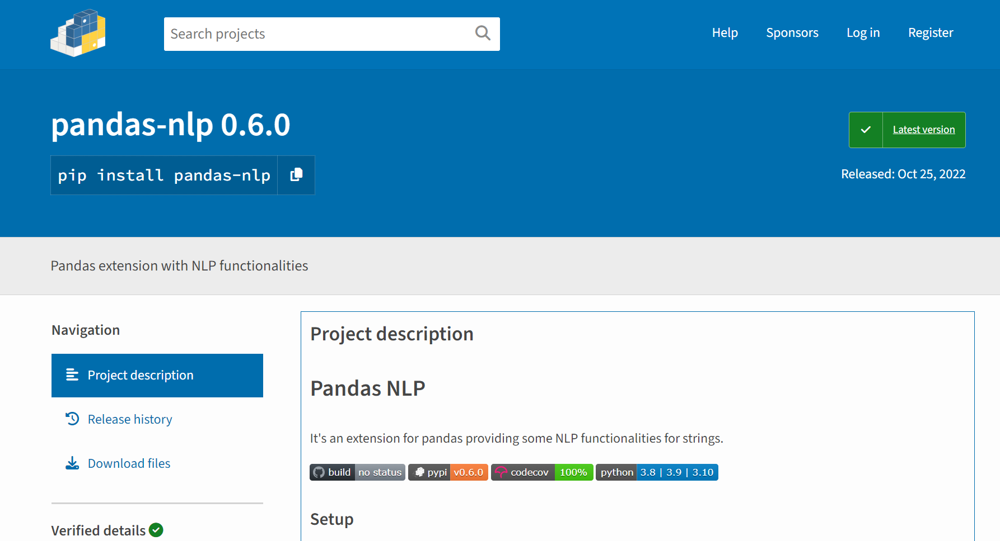 Search projects
Help Sponsors Log in Register
pandas-nlp 0.6.0
Latest version
pip install pandas-nlp
Released: Oct 25, 2022
Pandas extension with NLP functionalities
Navigation
Project description
Release history
Download files
Verified details
Project description
Pandas NLP
It's an extension for pandas providing some NLP functionalities for strings.
build no status pypi v0.6.0 codecov 100% python 3.8 | 3.9 | 3.10
Setup